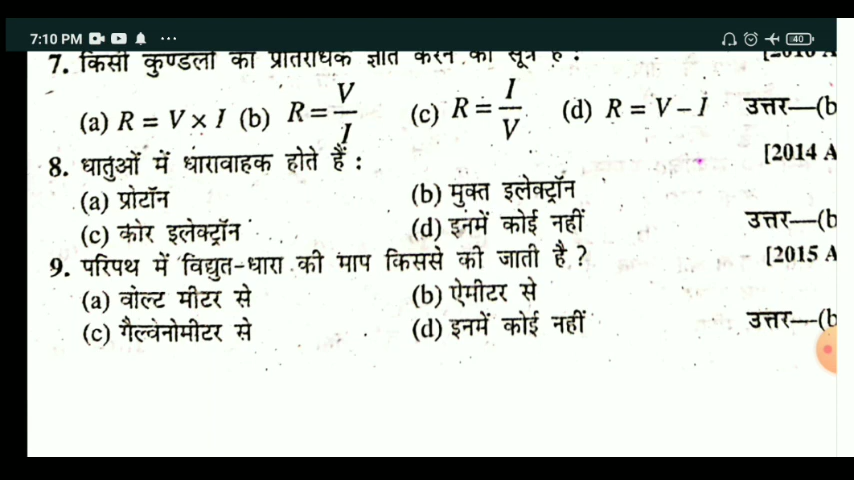 7:10 PM ... 40
7. किसी कुण्डली का प्रतिरोधक ज्ञात करने का सूत्र है :
(a) R = V × I (b) R = V/I (c) R = I/V (d) R = V – I उत्तर—(b
8. धातुओं में धारावाहक होते हैं :
[2014 A
(a) प्रोटॉन (b) मुक्त इलेक्ट्रॉन
(c) कोर इलेक्ट्रॉन (d) इनमें कोई नहीं उत्तर—(b
9. परिपथ में विद्युत-धारा की माप किससे की जाती है ? [2015 A
(a) वोल्ट मीटर से (b) ऐमीटर से
(c) गैल्वेनोमीटर से (d) इनमें कोई नहीं उत्तर—(b